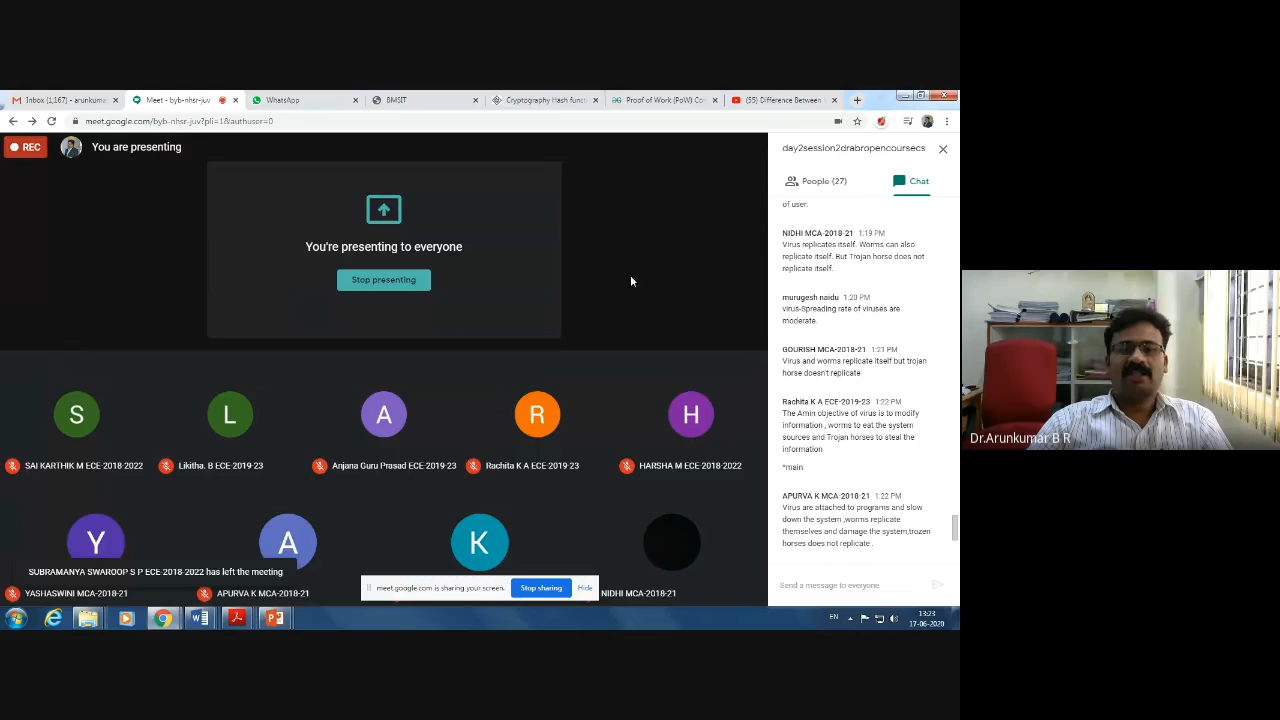 Inbox (1,167) - arunkuma
Meet - byb-nhsr-juv
WhatsApp
BMSIT
Cryptography Hash func
Proof of Work (PoW) Co
(55) Difference Between
meet.google.com/byb-nhsr-juv?pli=1&authuser=0
REC
You are presenting
day2session2drabropencoursecs
People (27)
Chat
You're presenting to everyone
Stop presenting
of user.
NIDHI MCA-2018-21 1:19 PM
Virus replicates itself. Worms can also
replicate itself. But Trojan horse does not
replicate itself.
murugesh naidu 1:20 PM
virus-Spreading rate of viruses are
moderate.
GOURISH MCA-2018-21 1:21 PM
Virus and worms replicate itself but trojan
horse doesn't replicate
Rachita K A ECE-2019-23 1:22 PM
The Amin objective of virus is to modify
information , worms to eat the system
sources and Trojan horses to steal the
information
*main
APURVA K MCA-2018-21 1:22 PM
Virus are attached to programs and slow
down the system ,worms replicate
themselves and damage the system,trozen
horses does not replicate .
Send a message to everyone
S
L
A
R
H
SAI KARTHIK M ECE-2018-2022
Likitha. B ECE-2019-23
Anjana Guru Prasad ECE-2019-23
Rachita K A ECE-2019-23
HARSHA M ECE-2018-2022
Y
A
K
SUBRAMANYA SWAROOP S P ECE-2018-2022 has left the meeting
YASHASWINI MCA-2018-21
APURVA K MCA-2018-21
NIDHI MCA-2018-21
meet.google.com is sharing your screen.
Stop sharing
Hide
EN
13:23
17-06-2020
Dr.Arunkumar B R